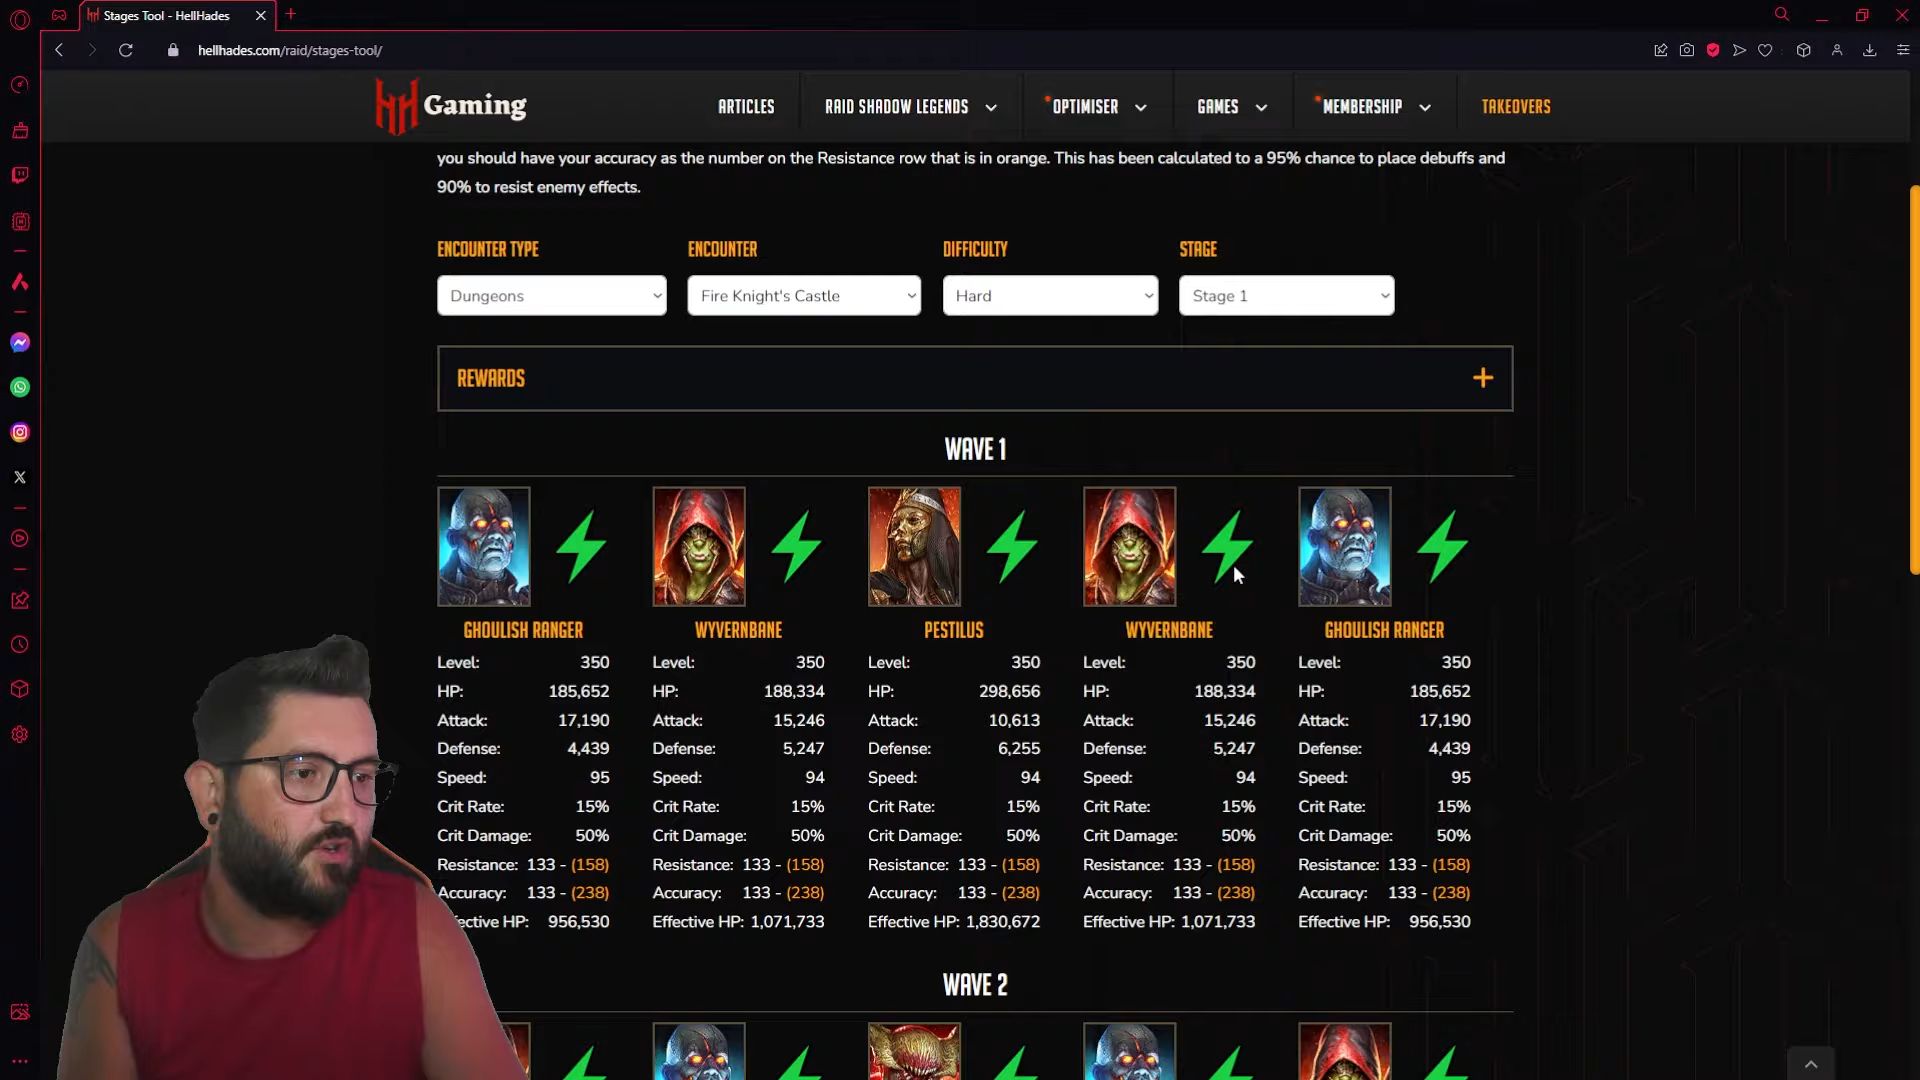 Stages Tool - HellHades
hellhades.com/raid/stages-tool/
Gaming
ARTICLES
RAID SHADOW LEGENDS
OPTIMISER
GAMES
MEMBERSHIP
TAKEOVERS
you should have your accuracy as the number on the Resistance row that is in orange. This has been calculated to a 95% chance to place debuffs and
90% to resist enemy effects.
ENCOUNTER TYPE ENCOUNTER DIFFICULTY STAGE
Dungeons Fire Knight's Castle Hard Stage 1
REWARDS +
WAVE 1
GHOULISH RANGER WYVERNBANE PESTILUS WYVERNBANE GHOULISH RANGER
Level: 350 Level: 350 Level: 350 Level: 350 Level: 350
HP: 185,652 HP: 188,334 HP: 298,656 HP: 188,334 HP: 185,652
Attack: 17,190 Attack: 15,246 Attack: 10,613 Attack: 15,246 Attack: 17,190
Defense: 4,439 Defense: 5,247 Defense: 6,255 Defense: 5,247 Defense: 4,439
Speed: 95 Speed: 94 Speed: 94 Speed: 94 Speed: 95
Crit Rate: 15% Crit Rate: 15% Crit Rate: 15% Crit Rate: 15% Crit Rate: 15%
Crit Damage: 50% Crit Damage: 50% Crit Damage: 50% Crit Damage: 50% Crit Damage: 50%
Resistance: 133 - (158) Resistance: 133 - (158) Resistance: 133 - (158) Resistance: 133 - (158) Resistance: 133 - (158)
Accuracy: 133 - (238) Accuracy: 133 - (238) Accuracy: 133 - (238) Accuracy: 133 - (238) Accuracy: 133 - (238)
ective HP: 956,530 Effective HP: 1,071,733 Effective HP: 1,830,672 Effective HP: 1,071,733 Effective HP: 956,530
WAVE 2